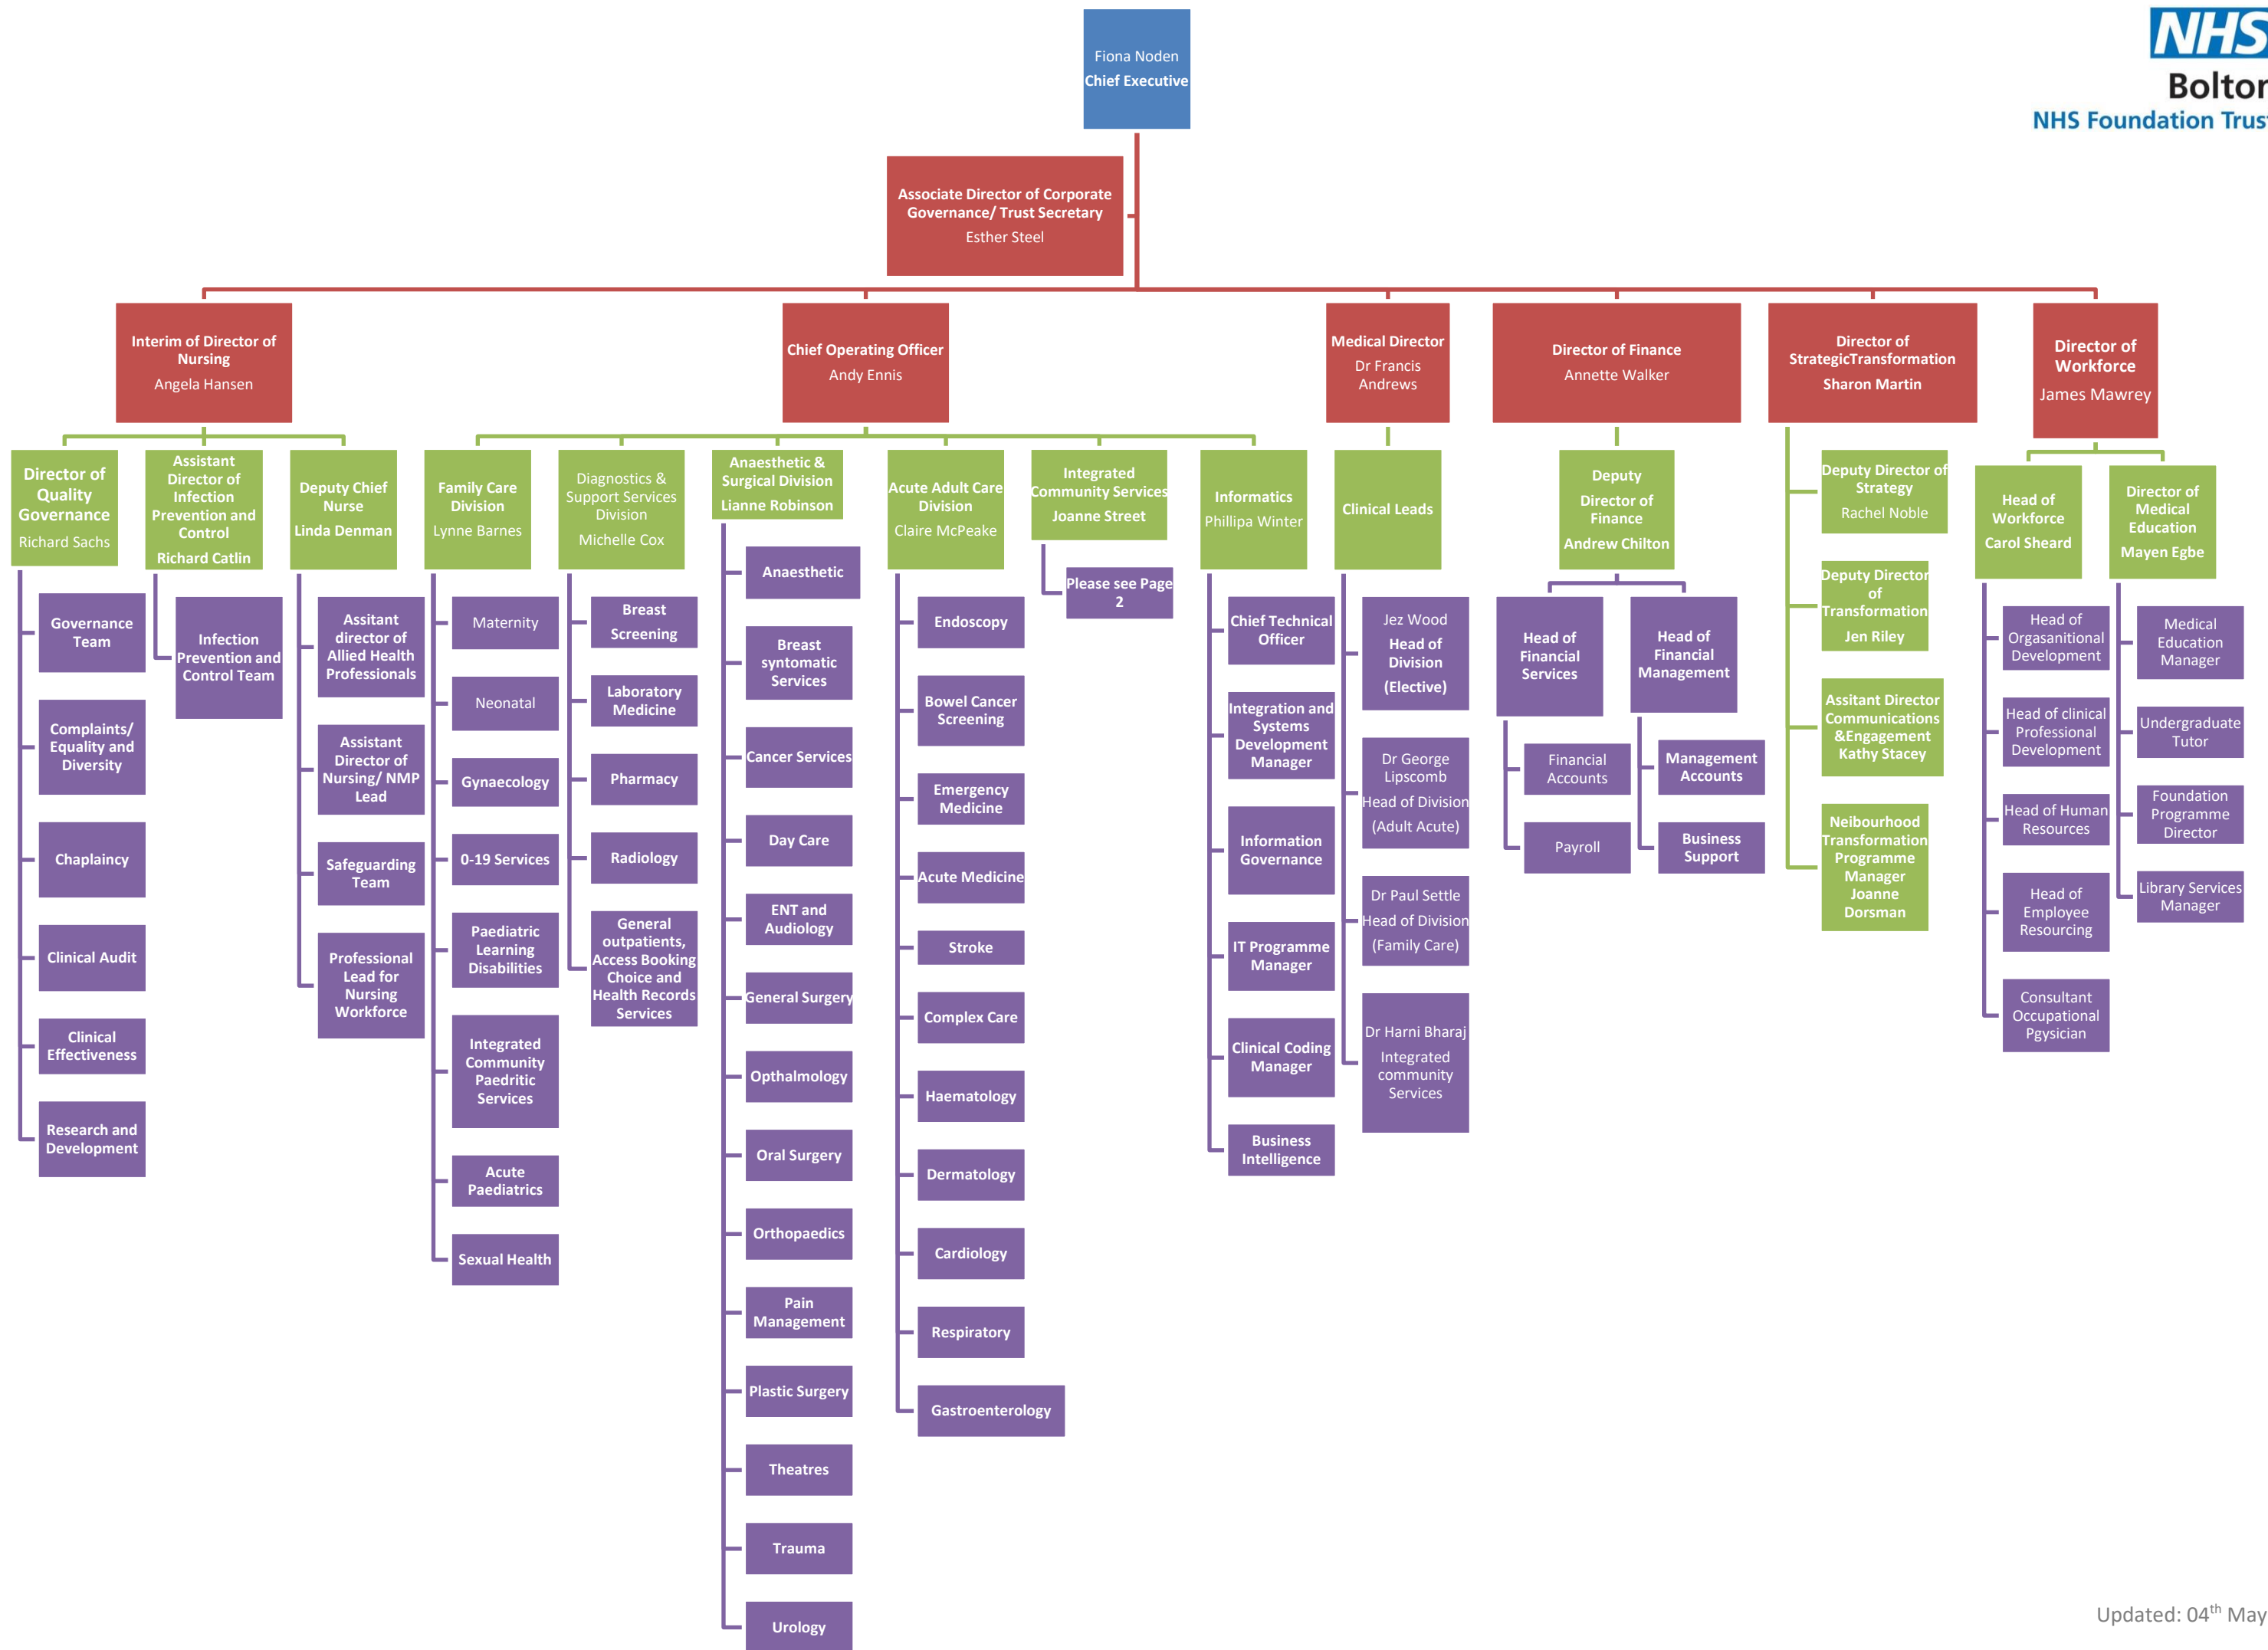 Fiona Noden
Chief Executive
NHS
Bolton
NHS Foundation Trust
Associate Director of Corporate
Governance/ Trust Secretary
Esther Steel
Interim of Director of
Nursing
Angela Hansen
Chief Operating Officer
Andy Ennis
Medical Director
Dr Francis
Andrews
Director of Finance
Annette Walker
Director of
StrategicTransformation
Sharon Martin
Director of
Workforce
James Mawrey
Director of
Quality
Governance
Richard Sachs
Assistant
Director of
Infection
Prevention and
Control
Richard Catlin
Deputy Chief
Nurse
Linda Denman
Family Care
Division
Lynne Barnes
Diagnostics &
Support Services
Division
Michelle Cox
Anaesthetic &
Surgical Division
Lianne Robinson
Acute Adult Care
Division
Claire McPeake
Integrated
Community Services
Joanne Street
Informatics
Phillipa Winter
Clinical Leads
Deputy
Director of
Finance
Andrew Chilton
Deputy Director of
Strategy
Rachel Noble
Deputy Director
of
Transformation
Jen Riley
Assitant Director
Communications
&Engagement
Kathy Stacey
Neibourhood
Transformation
Programme
Manager
Joanne
Dorsman
Head of
Workforce
Carol Sheard
Director of
Medical
Education
Mayen Egbe
Governance
Team
Complaints/
Equality and
Diversity
Chaplaincy
Clinical Audit
Clinical
Effectiveness
Research and
Development
Infection
Prevention and
Control Team
Assitant
director of
Allied Health
Professionals
Assistant
Director of
Nursing/ NMP
Lead
Safeguarding
Team
Professional
Lead for
Nursing
Workforce
Maternity
Neonatal
Gynaecology
0-19 Services
Paediatric
Learning
Disabilities
Integrated
Community
Paedritic
Services
Acute
Paediatrics
Sexual Health
Breast
Screening
Laboratory
Medicine
Pharmacy
Radiology
General
outpatients,
Access Booking
Choice and
Health Records
Services
Anaesthetic
Breast
syntomatic
Services
Cancer Services
Day Care
ENT and
Audiology
General Surgery
Opthalmology
Oral Surgery
Orthopaedics
Pain
Management
Plastic Surgery
Theatres
Trauma
Urology
Endoscopy
Bowel Cancer
Screening
Emergency
Medicine
Acute Medicine
Stroke
Complex Care
Haematology
Dermatology
Cardiology
Respiratory
Gastroenterology
Please see Page
2
Chief Technical
Officer
Integration and
Systems
Development
Manager
Information
Governance
IT Programme
Manager
Clinical Coding
Manager
Business
Intelligence
Jez Wood
Head of
Division
(Elective)
Dr George
Lipscomb
Head of Division
(Adult Acute)
Dr Paul Settle
Head of Division
(Family Care)
Dr Harni Bharaj
Integrated
community
Services
Head of
Financial
Services
Financial
Accounts
Payroll
Head of
Financial
Management
Management
Accounts
Business
Support
Head of
Orgasanitional
Development
Head of clinical
Professional
Development
Head of Human
Resources
Head of
Employee
Resourcing
Consultant
Occupational
Pgysician
Medical
Education
Manager
Undergraduate
Tutor
Foundation
Programme
Director
Library Services
Manager
Updated: 04th May